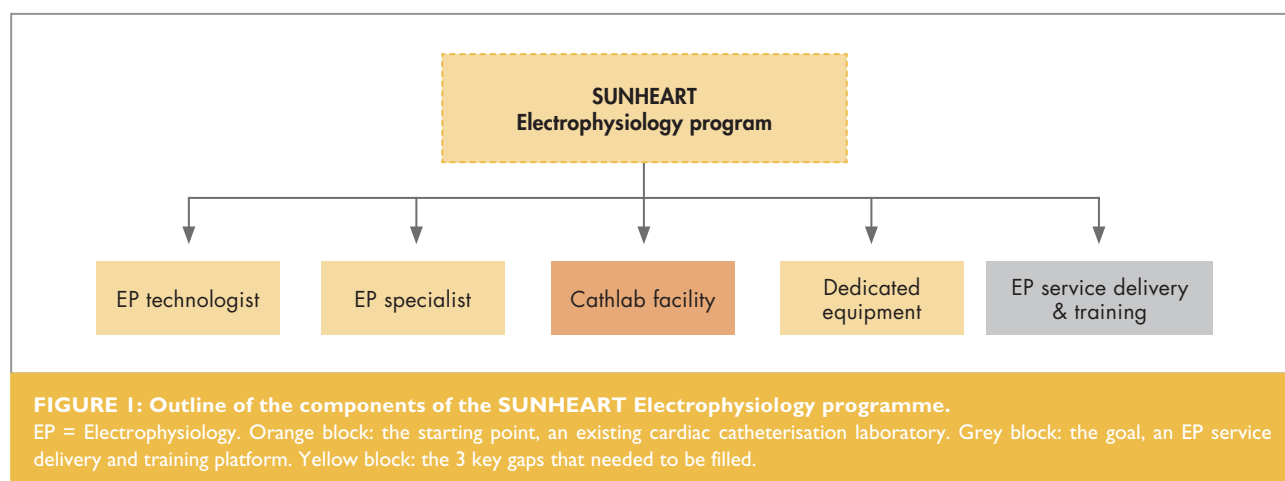 SUNHEART
Electrophysiology program
EP technologist
EP specialist
Cathlab facility
Dedicated
equipment
EP service delivery
& training
FIGURE 1: Outline of the components of the SUNHEART Electrophysiology programme.
EP = Electrophysiology. Orange block: the starting point, an existing cardiac catheterisation laboratory. Grey block: the goal, an EP service
delivery and training platform. Yellow block: the 3 key gaps that needed to be filled.